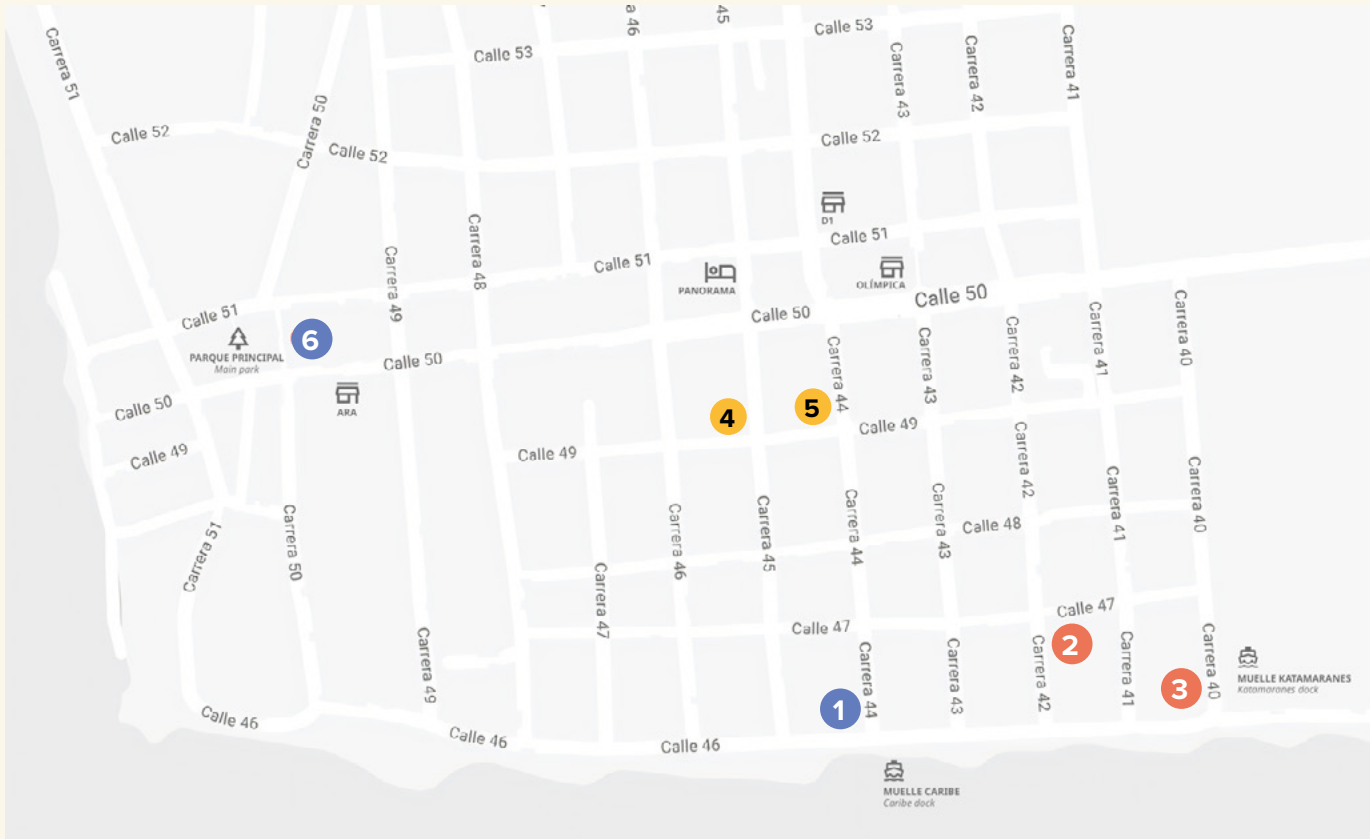 a 46
45
Calle 53
Calle 53
Carrera 51
Carrera 50
Carrera 43
Carrera 42
Carrera 41
Calle 52
Calle 52
Calle 52
D1
Carrera 49
Carrera 48
Calle 51
Calle 51
Calle 51
PANORAMA
OLÍMPICA
Calle 50
Calle 50
Calle 50
Calle 50
PARQUE PRINCIPAL
Main park
6
ARA
Carrera 44
Carrera 43
Carrera 42
Carrera 41
Carrera 40
4
5
Calle 49
Calle 49
Calle 49
Carrera 42
Carrera 51
Carrera 50
Carrera 46
Carrera 45
Carrera 44
Carrera 43
Calle 48
Carrera 41
Carrera 40
Carrera 47
Calle 47
Calle 47
Carrera 49
Carrera 44
Carrera 43
Carrera 42
Carrera 41
Carrera 40
1
2
3
MUELLE KATAMARANES
Katamaranes dock
Calle 46
Calle 46
Calle 46
MUELLE CARIBE
Caribe dock